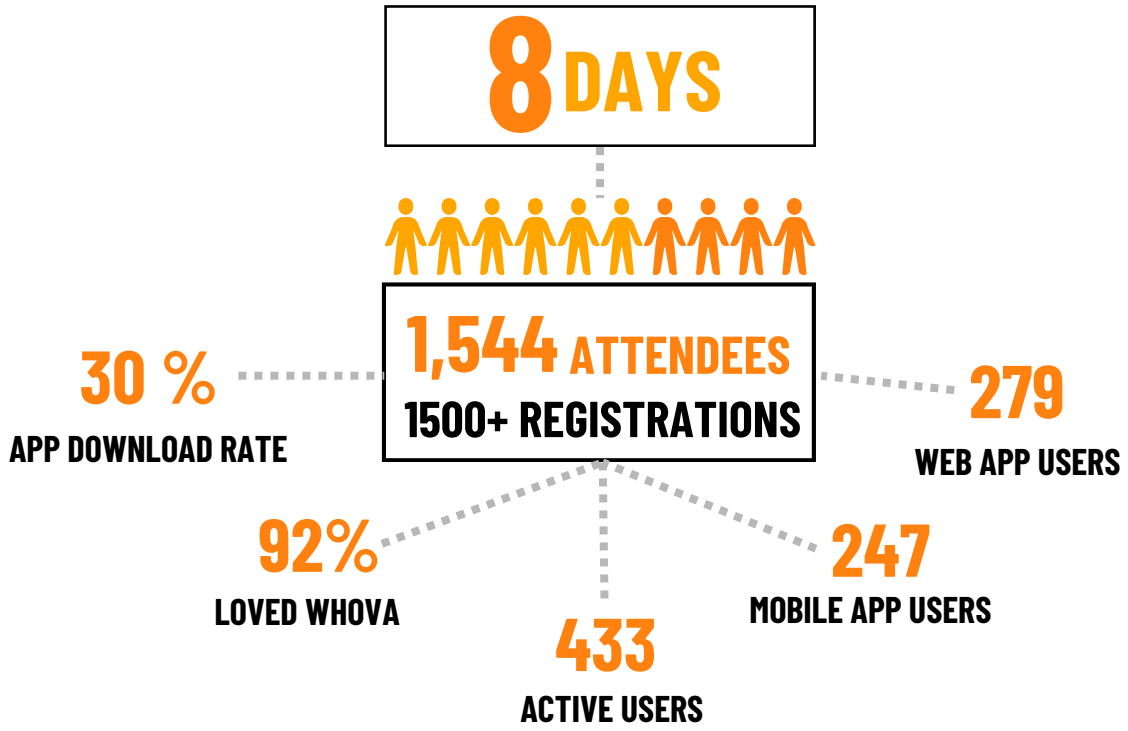 8 DAYS
1,544 ATTENDEES
1500+ REGISTRATIONS
30 %
APP DOWNLOAD RATE
279
WEB APP USERS
92%
LOVED WHOVA
247
MOBILE APP USERS
433
ACTIVE USERS